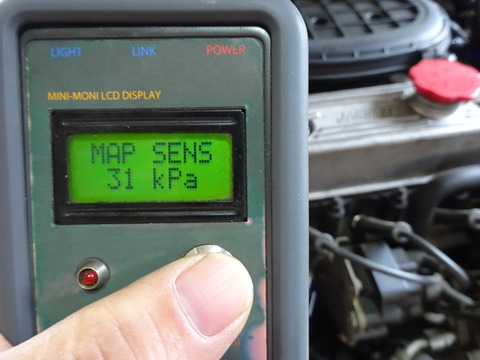 LIGHT LINK POWER
MINI-MONI LCD DISPLAY
MAP SENS
31 kPa